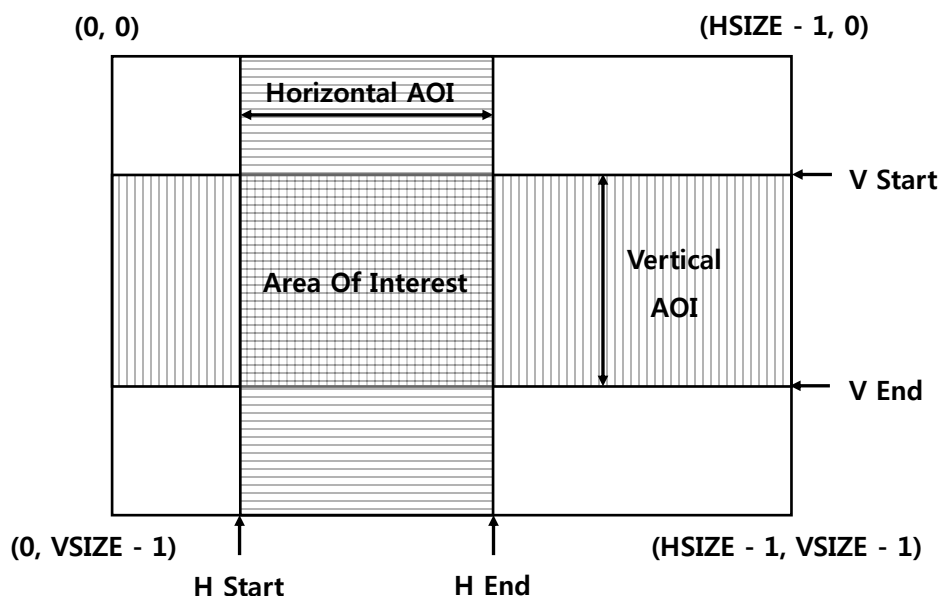 (0, 0)
(HSIZE - 1, 0)
Horizontal AOI
V Start
Vertical
AOI
Area Of Interest
V End
(0, VSIZE - 1)
(HSIZE - 1, VSIZE - 1)
H Start
H End